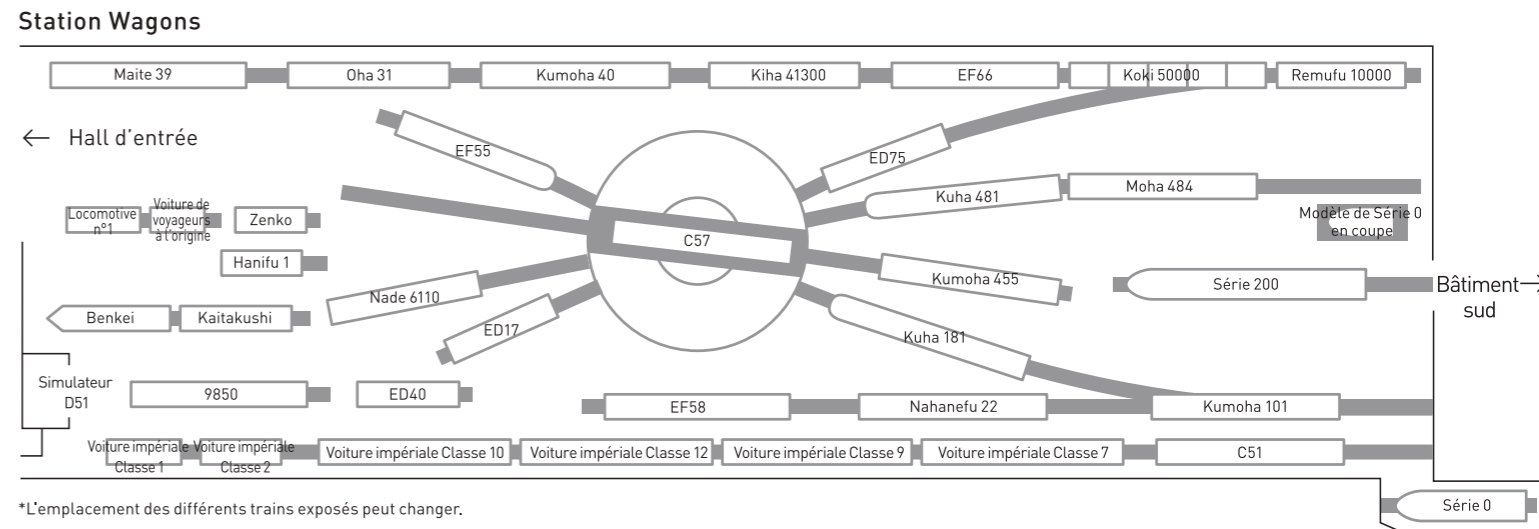 Station Wagons
Maite 39
Oha 31
Kumoha 40
Kiha 41300
EF66
Koki 50000
Remufu 10000
← Hall d'entrée
EF55
ED75
Kuha 481
Moha 484
Modèle de Série 0
en coupe
Locomotive
n°1
Voiture de
voyageurs
à l'origine
Zenko
C57
Hanifu 1
Kumoha 455
Série 200
Bâtiment→
sud
Nade 6110
Benkei
Kaitakushi
ED17
Kuha 181
Simulateur
D51
9850
ED40
EF58
Nahanefu 22
Kumoha 101
Voiture impériale
Classe 1
Voiture impériale
Classe 2
Voiture impériale Classe 10
Voiture impériale Classe 12
Voiture impériale Classe 9
Voiture impériale Classe 7
C51
Série 0
*L'emplacement des différents trains exposés peut changer.